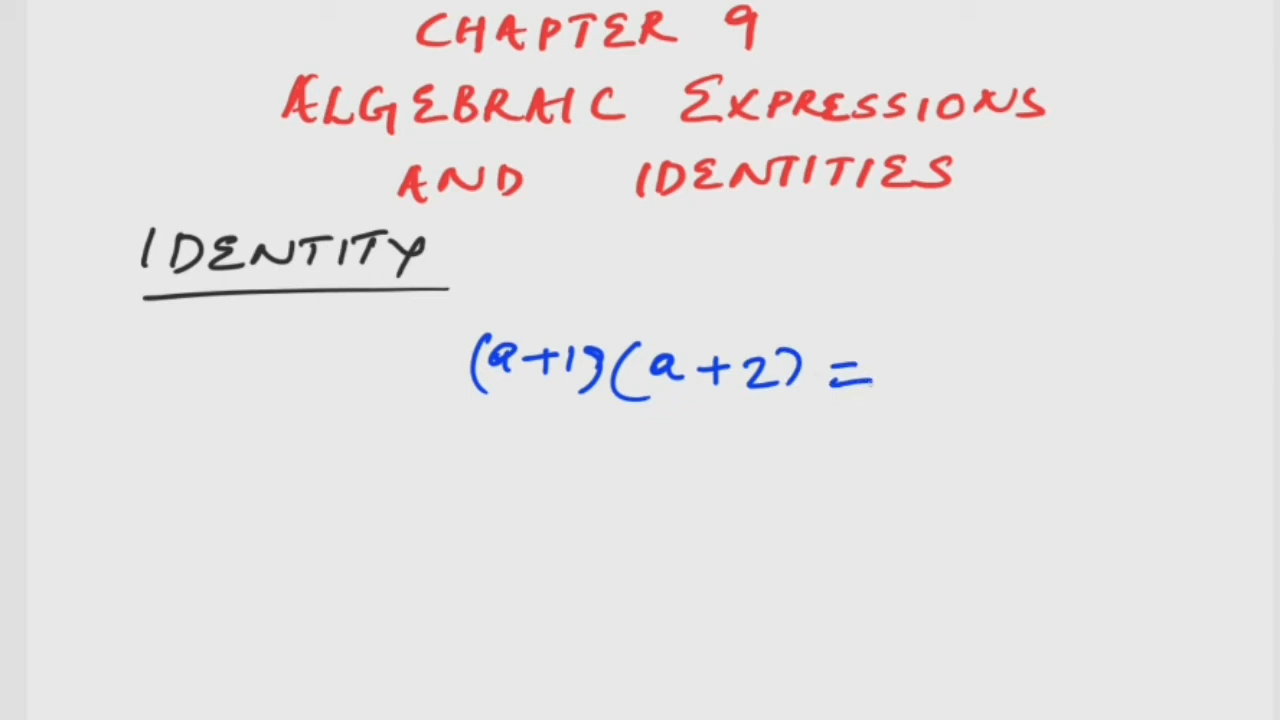 CHAPTER 9
ALGEBRAIC EXPRESSIONS
AND IDENTITIES
IDENTITY
(a+1)(a+2) =